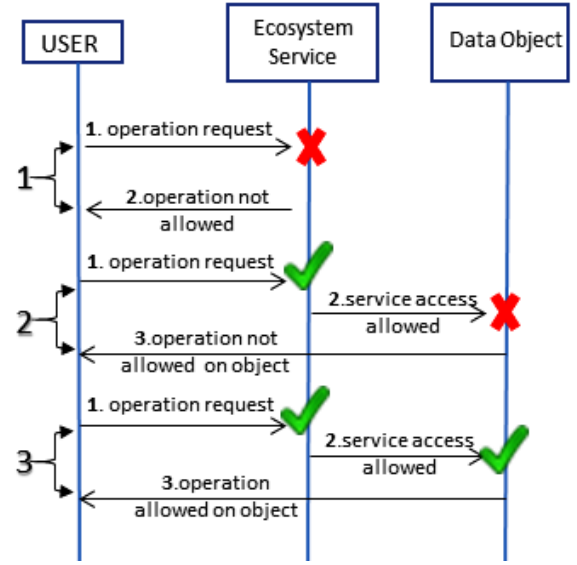 USER
Ecosystem
Service
Data Object
1. operation request
1
2.operation not
allowed
1. operation request
2
2.service access
allowed
3.operation not
allowed on object
1. operation request
3
2.service access
allowed
3.operation
allowed on object